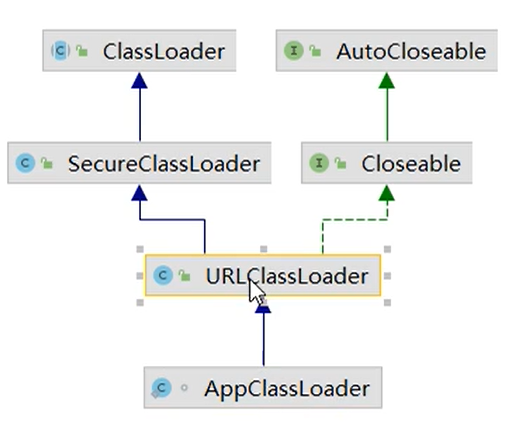 ClassLoader
AutoCloseable
SecureClassLoader
Closeable
URLClassLoader
AppClassLoader